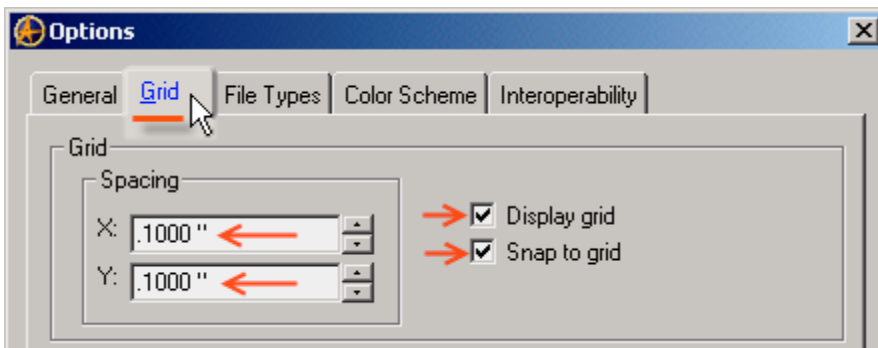 Options
General Grid File Types Color Scheme Interoperability
Grid
Spacing
X: .1000 "
Y: .1000 "
Display grid
Snap to grid